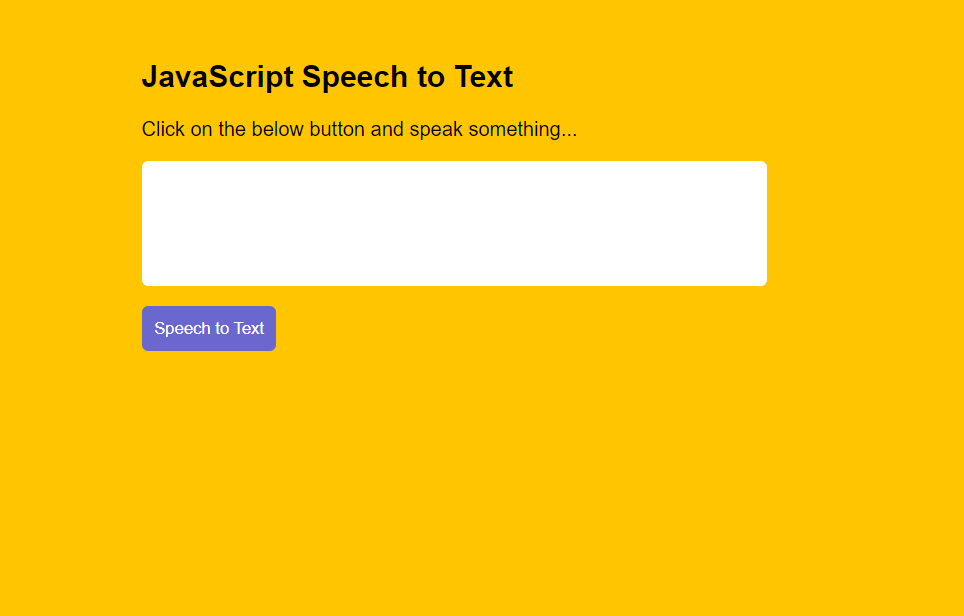 JavaScript Speech to Text
Click on the below button and speak something...
Speech to Text